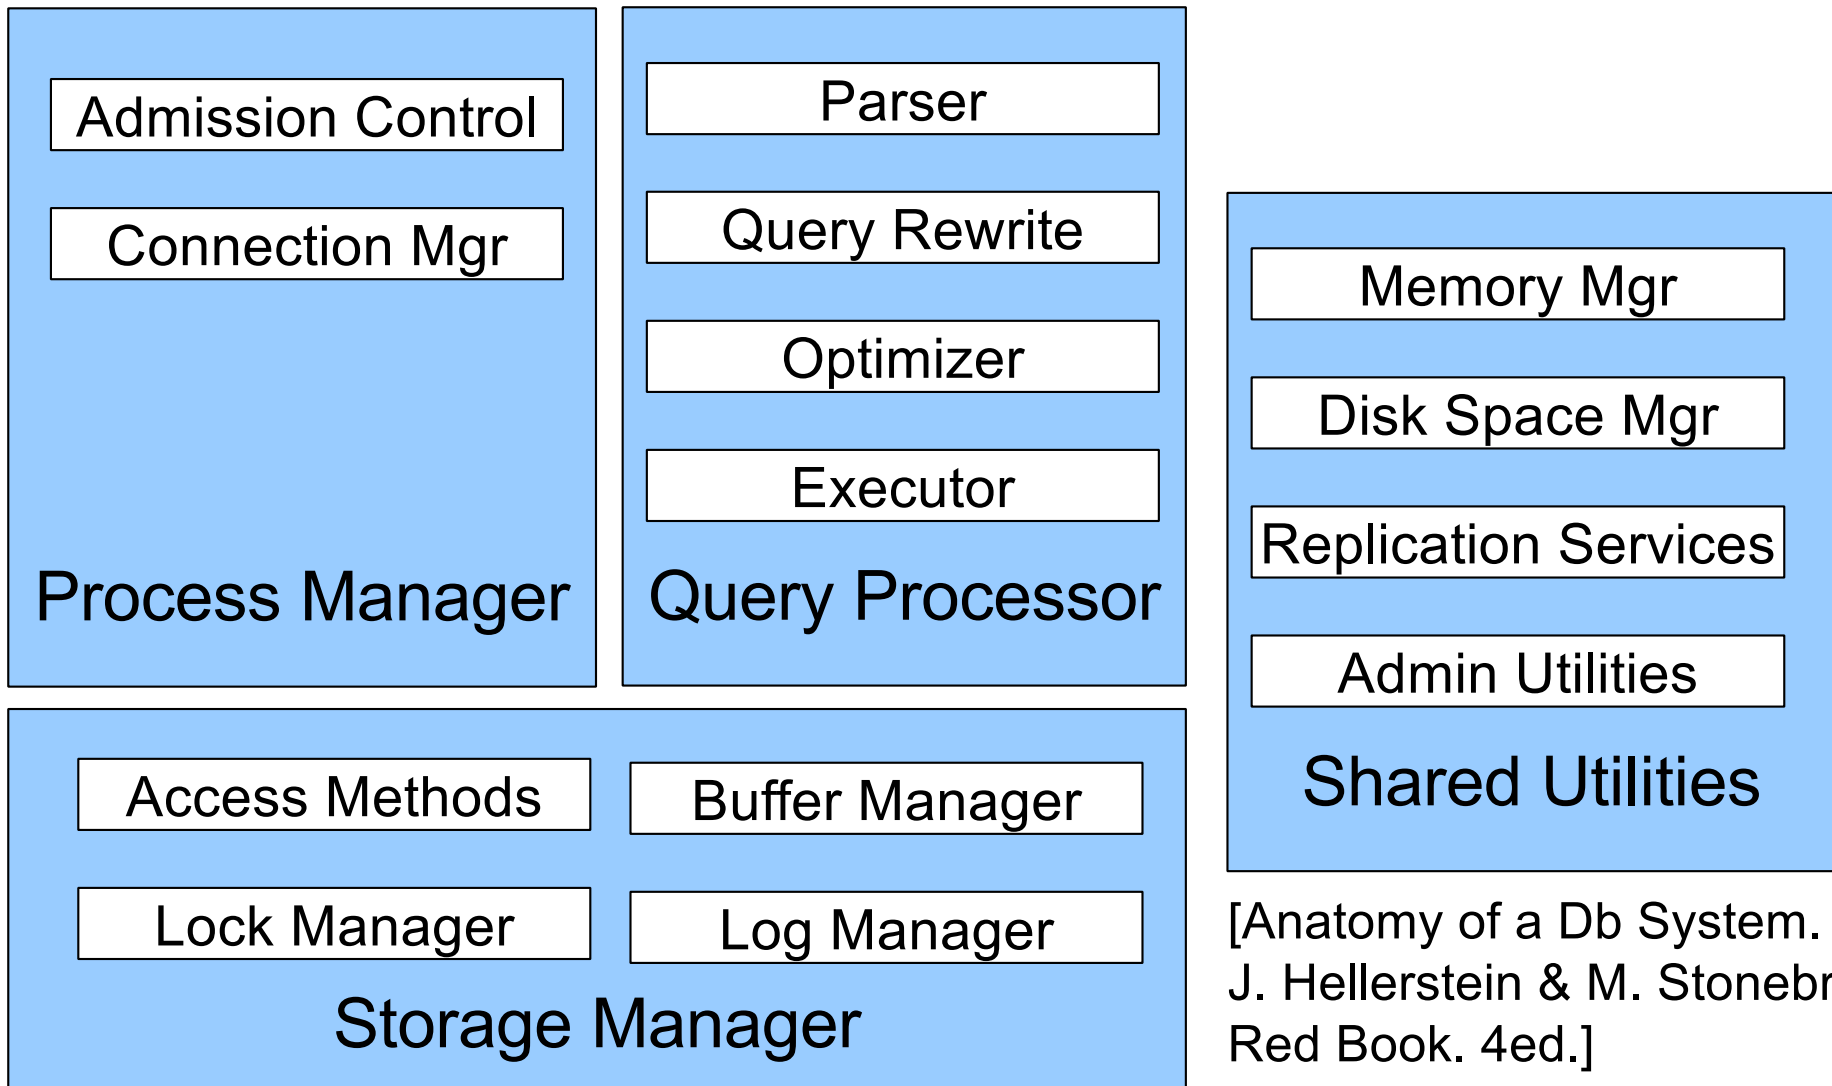 Admission Control
Connection Mgr
Process Manager
Parser
Query Rewrite
Optimizer
Executor
Query Processor
Memory Mgr
Disk Space Mgr
Replication Services
Admin Utilities
Shared Utilities
Access Methods
Buffer Manager
Lock Manager
Log Manager
Storage Manager
[Anatomy of a Db System.
J. Hellerstein & M. Stonebr
Red Book. 4ed.]